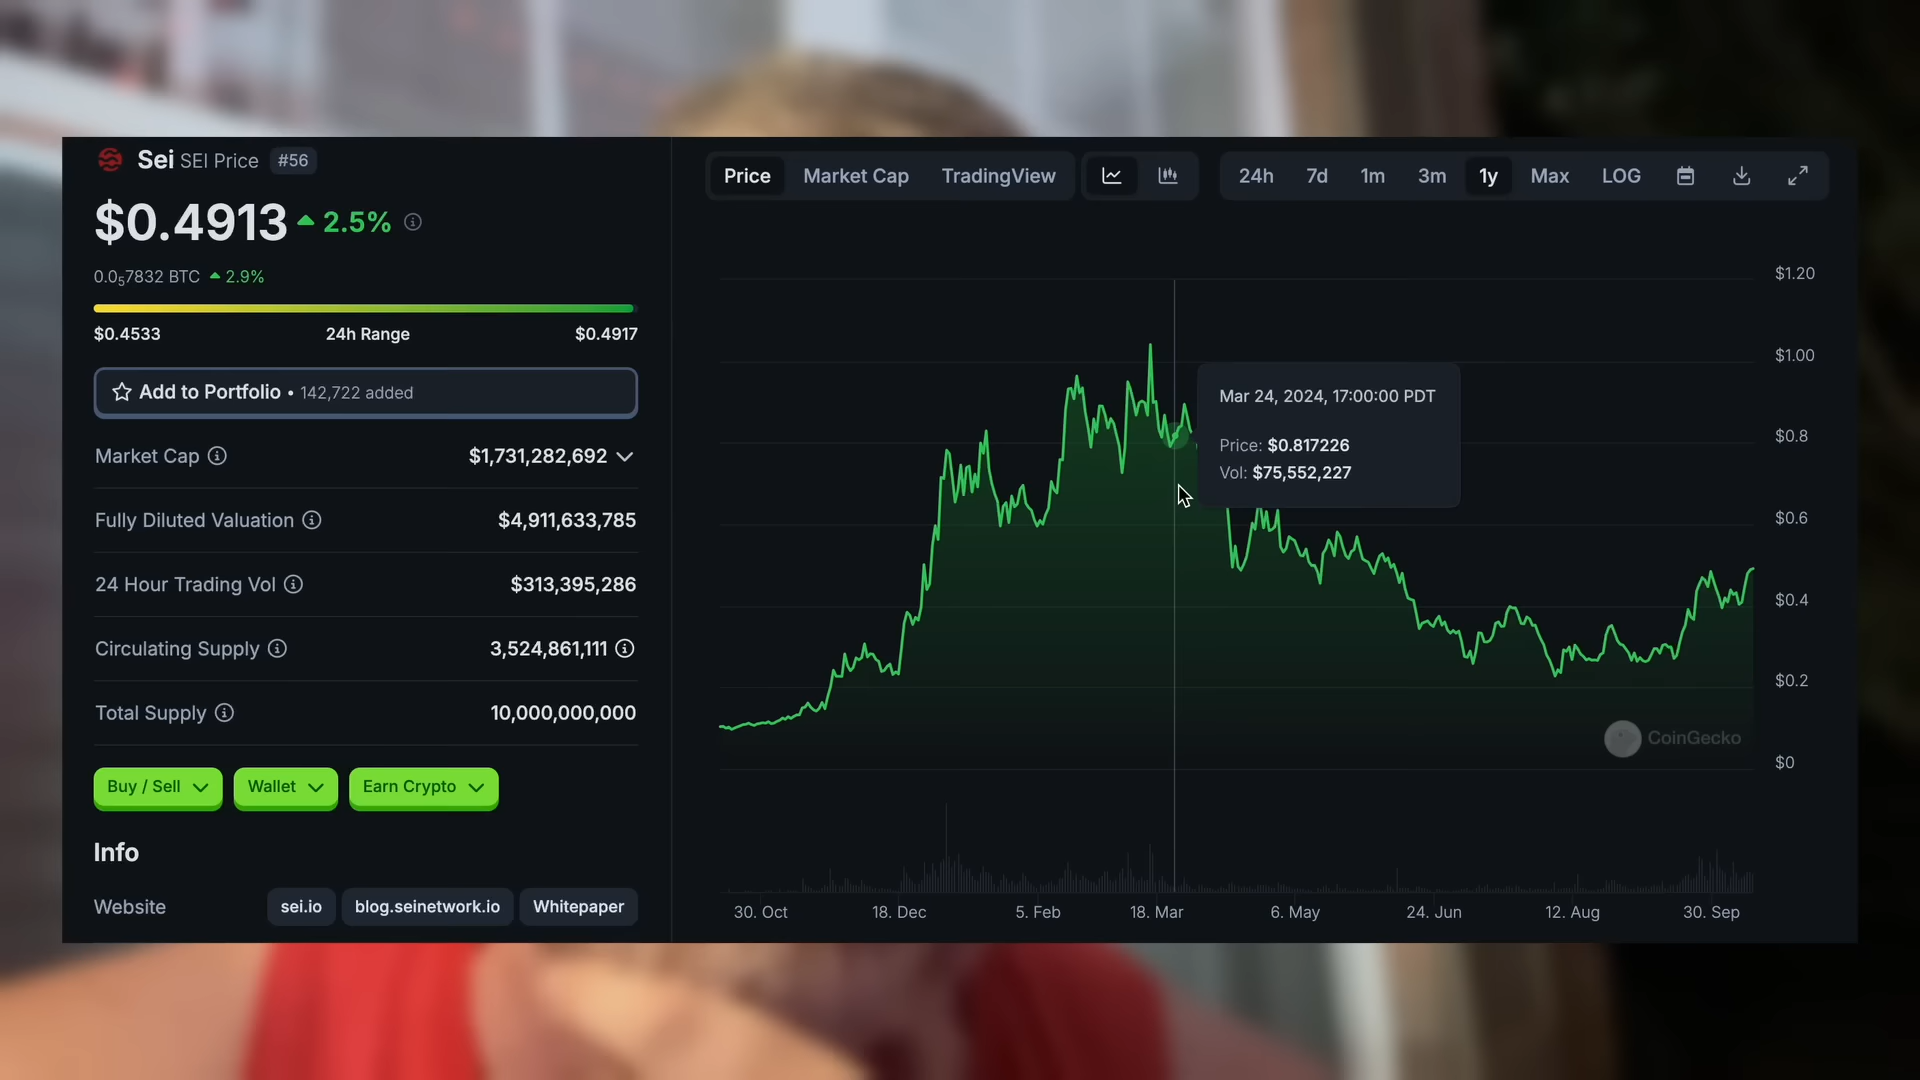 Sei SEI Price #56
$0.4913 2.5%
0.0₅7832 BTC 2.9%
$0.4533 24h Range $0.4917
Add to Portfolio • 142,722 added
Market Cap $1,731,282,692
Fully Diluted Valuation $4,911,633,785
24 Hour Trading Vol $313,395,286
Circulating Supply 3,524,861,111
Total Supply 10,000,000,000
Buy / Sell Wallet Earn Crypto
Info
Website sei.io blog.seinetwork.io Whitepaper
Price Market Cap TradingView 24h 7d 1m 3m 1y Max LOG
$1.20
$1.00
$0.8
$0.6
$0.4
$0.2
$0
Mar 24, 2024, 17:00:00 PDT
Price: $0.817226
Vol: $75,552,227
CoinGecko
30. Oct 18. Dec 5. Feb 18. Mar 6. May 24. Jun 12. Aug 30. Sep